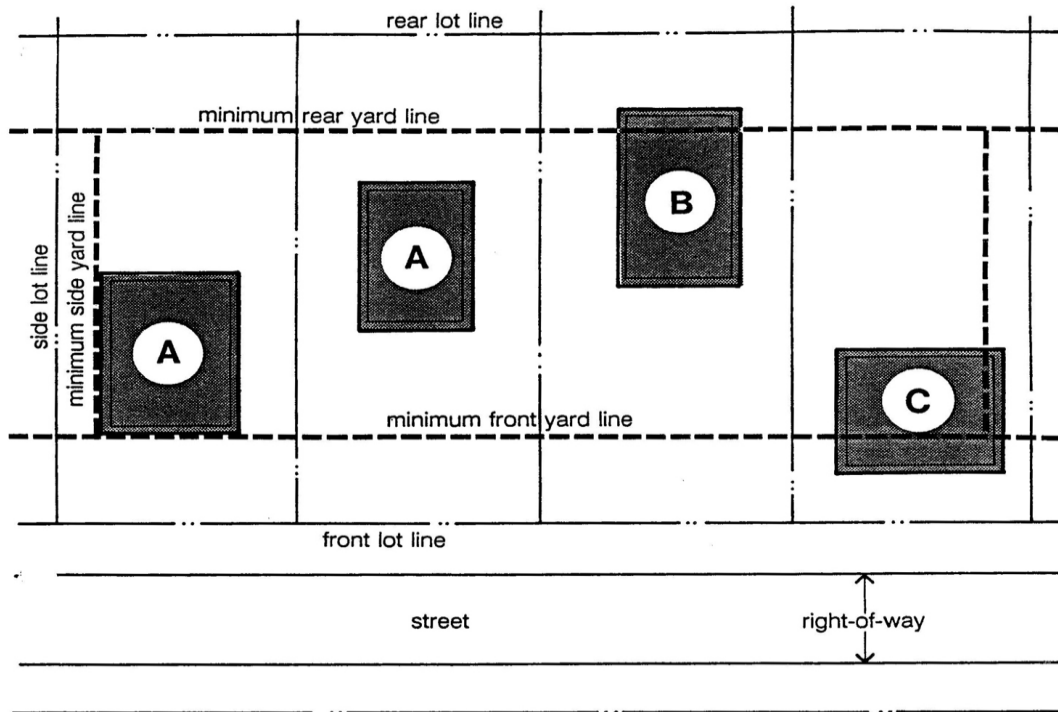 rear lot line
minimum rear yard line
side lot line
minimum side yard line
A
A
B
C
minimum front yard line
front lot line
street
right-of-way